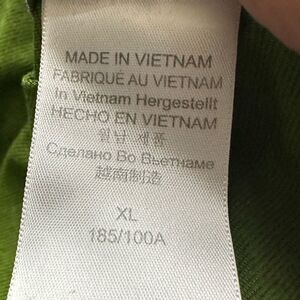 MADE IN VIETNAM
FABRIQUÉ AU VIETNAM
In Vietnam Hergestellt
HECHO EN VIETNAM
월남 제품
Сделано Во Вьетнаме
越南制造
XL
185/100A